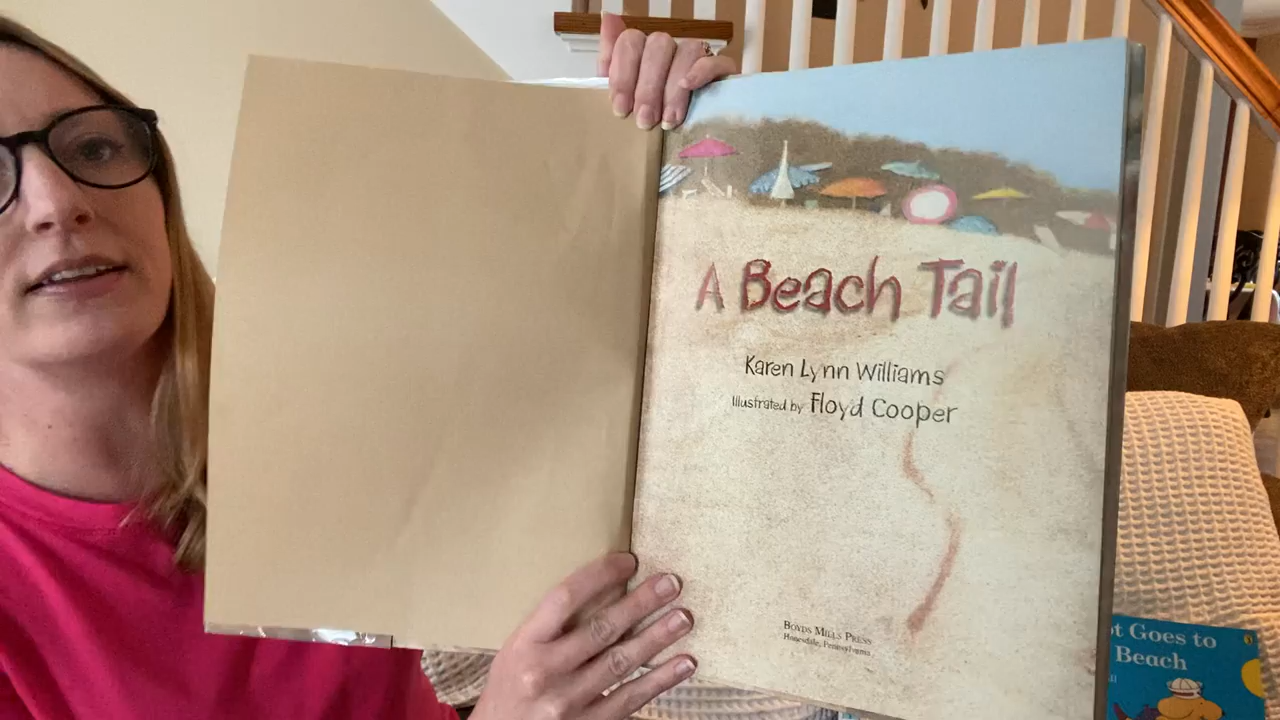 A Beach Tail
Karen Lynn Williams
Illustrated by Floyd Cooper
BOYDS MILLS PRESS
Honesdale, Pennsylvania
t Goes to
Beach